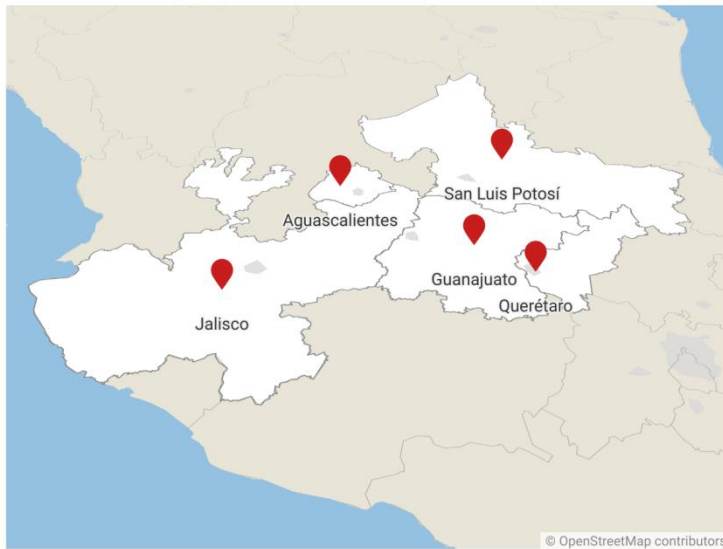 San Luis Potosí
Aguascalientes
Guanajuato
Querétaro
Jalisco
© OpenStreetMap contributors